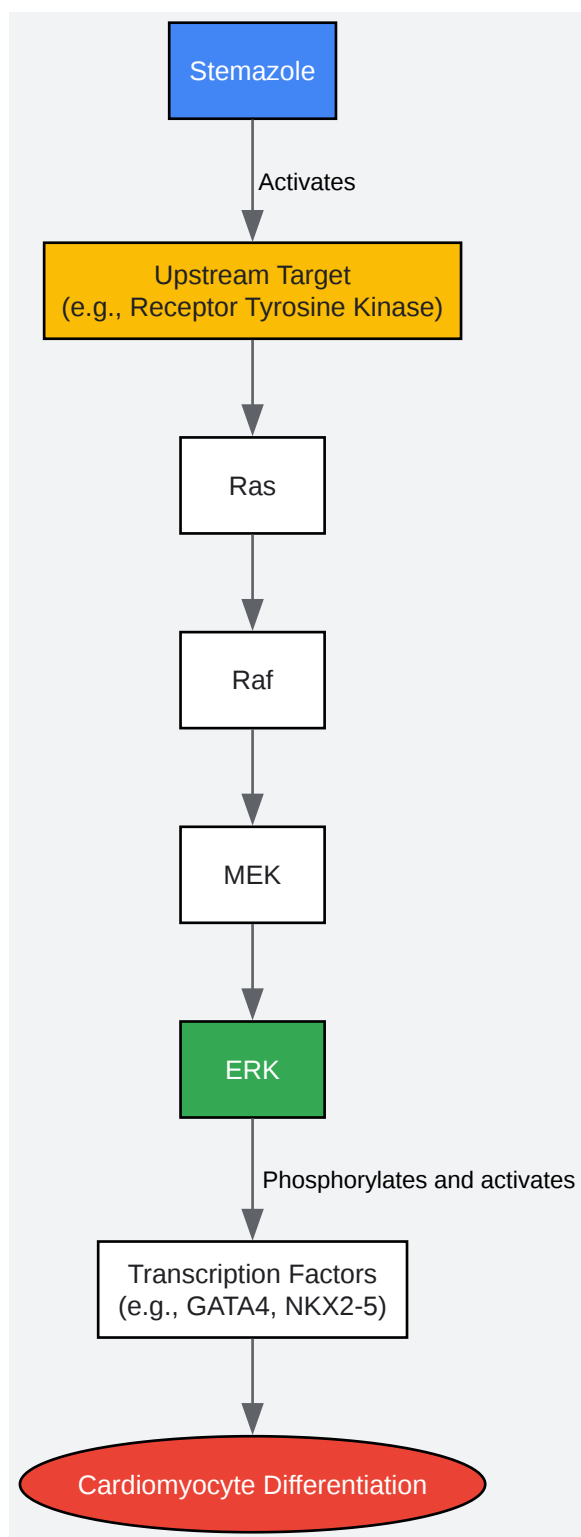 Stemazole
Activates
Upstream Target
(e.g., Receptor Tyrosine Kinase)
Ras
Raf
MEK
ERK
Phosphorylates and activates
Transcription Factors
(e.g., GATA4, NKX2-5)
Cardiomyocyte Differentiation